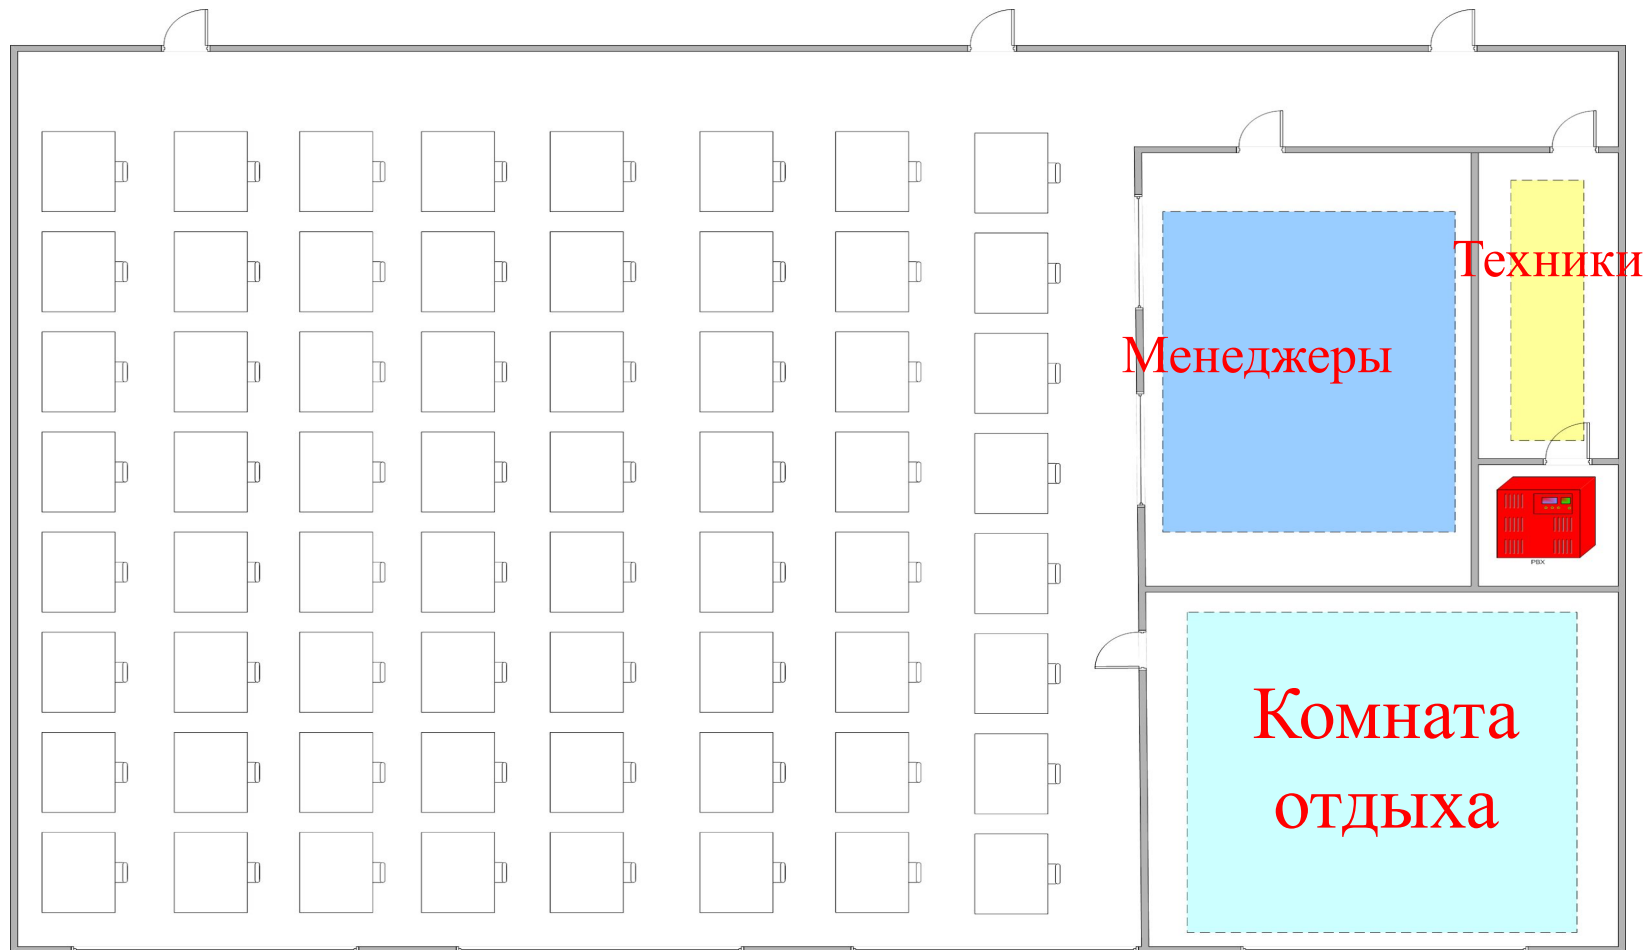 Техники
Менеджеры
PBX
Комната
отдыха